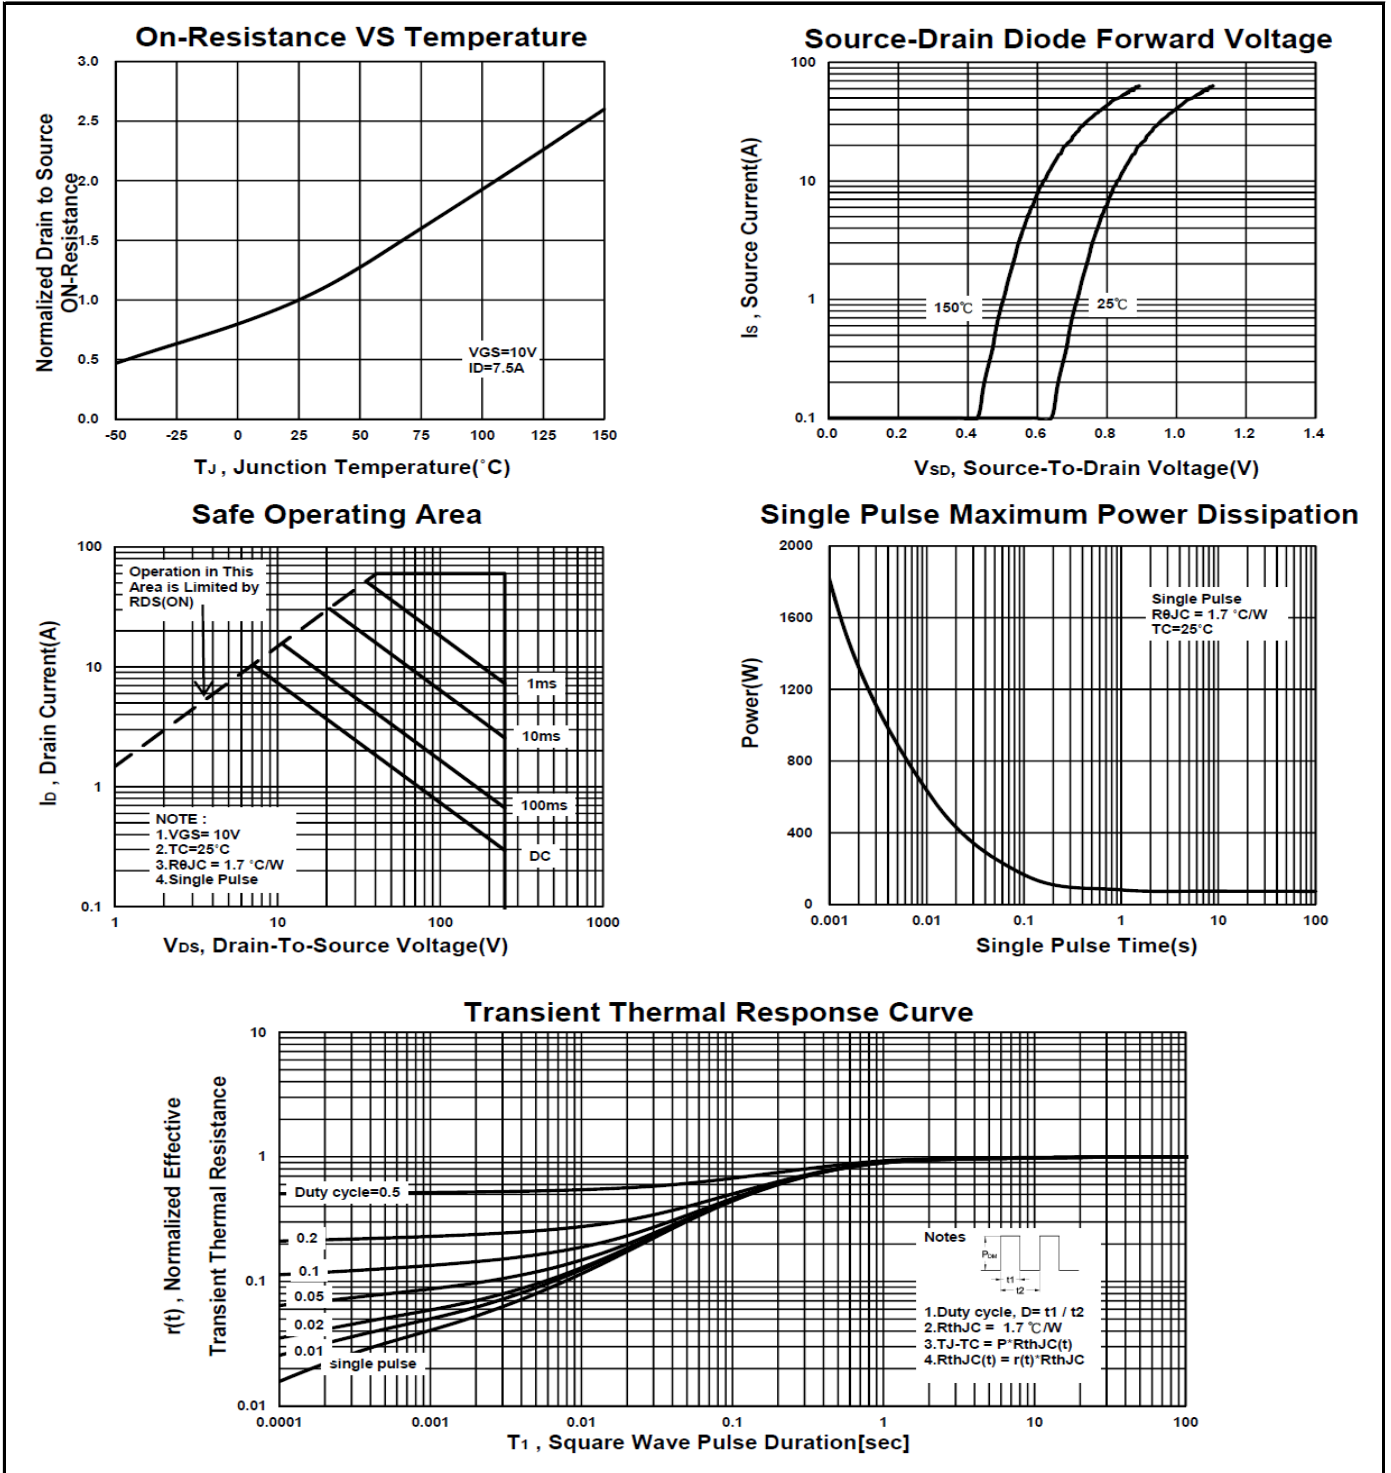 On-Resistance VS Temperature
Normalized Drain to Source
ON-Resistance
3.0
2.5
2.0
1.5
1.0
0.5
0.0
VGS=10V
ID=7.5A
-50 -25 0 25 50 75 100 125 150
TJ , Junction Temperature(°C)
Source-Drain Diode Forward Voltage
IS , Source Current(A)
100
10
1
0.1
150℃
25℃
0.0 0.2 0.4 0.6 0.8 1.0 1.2 1.4
VSD, Source-To-Drain Voltage(V)
Safe Operating Area
ID , Drain Current(A)
100
10
1
0.1
Operation in This
Area is Limited by
RDS(ON)
1ms
10ms
100ms
DC
NOTE :
1.VGS= 10V
2.TC=25°C
3.RθJC = 1.7 °C/W
4.Single Pulse
1 10 100 1000
VDS, Drain-To-Source Voltage(V)
Single Pulse Maximum Power Dissipation
Power(W)
2000
1600
1200
800
400
0
Single Pulse
RθJC = 1.7 °C/W
TC=25°C
0.001 0.01 0.1 1 10 100
Single Pulse Time(s)
Transient Thermal Response Curve
r(t) , Normalized Effective
Transient Thermal Resistance
10
1
0.1
0.01
Duty cycle=0.5
0.2
0.1
0.05
0.02
0.01
single pulse
Notes
PDM
t1
t2
1.Duty cycle, D= t1 / t2
2.RthJC = 1.7 ℃/W
3.TJ-TC = P*RthJC(t)
4.RthJC(t) = r(t)*RthJC
0.0001 0.001 0.01 0.1 1 10 100
T1 , Square Wave Pulse Duration[sec]